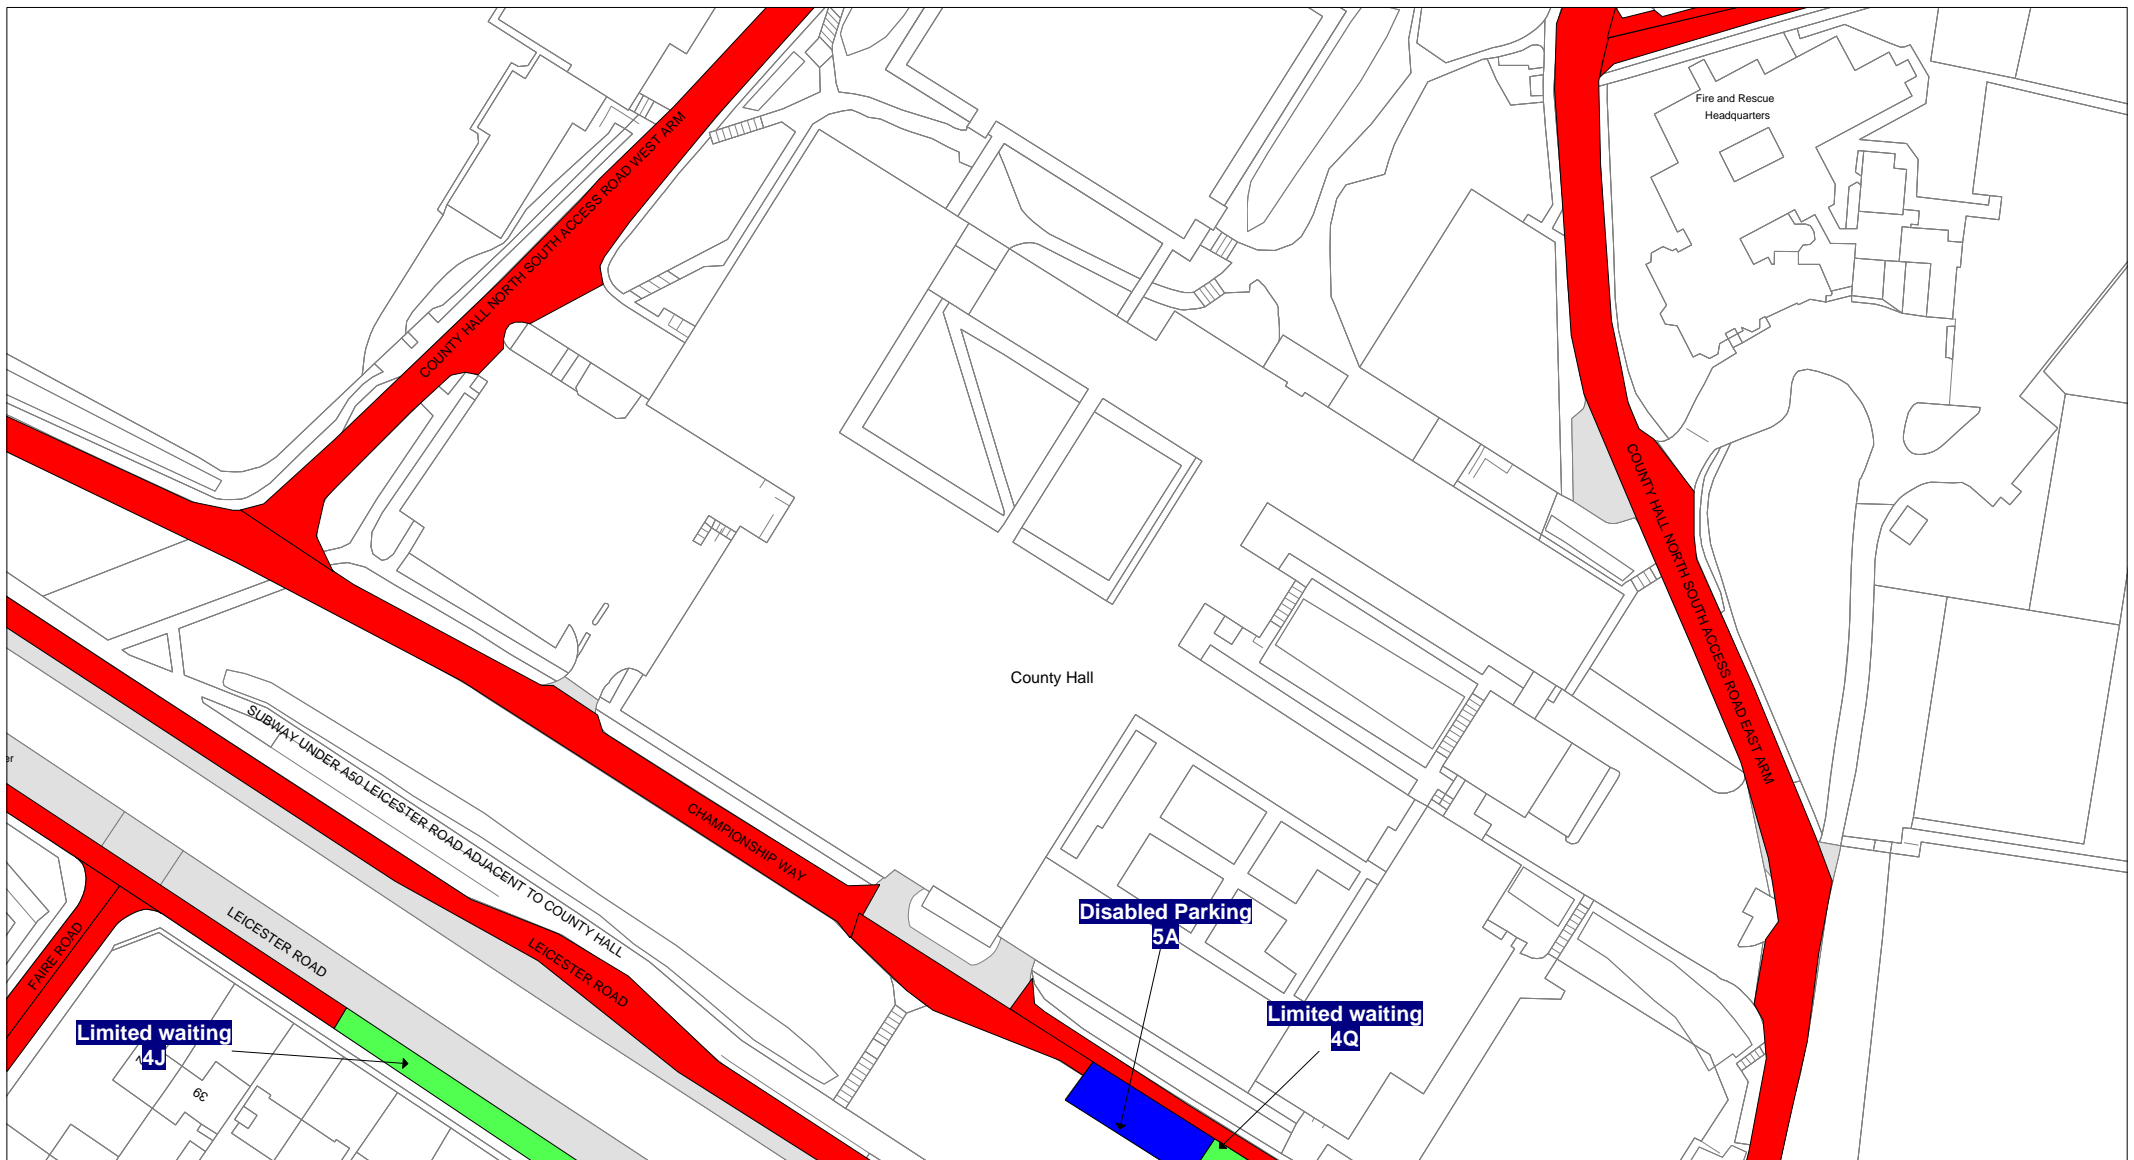 Fire and Rescue
Headquarters
COUNTY HALL NORTH SOUTH ACCESS ROAD WEST ARM
COUNTY HALL NORTH SOUTH ACCESS ROAD EAST ARM
County Hall
SUBWAY UNDER A50 LEICESTER ROAD ADJACENT TO COUNTY HALL
er
CHAMPIONSHIP WAY
LEICESTER ROAD
LEICESTER ROAD
FAIRE ROAD
Disabled Parking
5A
Limited waiting
4Q
Limited waiting
4J
39